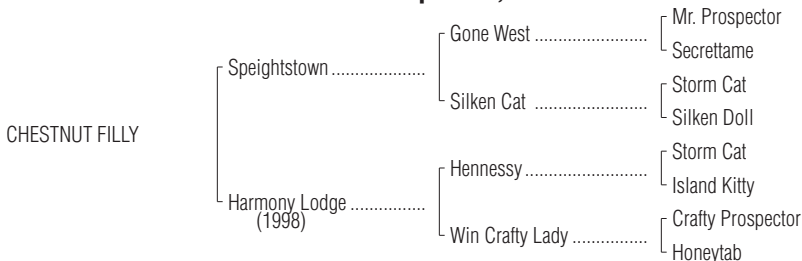 Mr. Prospector
Gone West
Secrettame
Speightstown
Storm Cat
Silken Cat
Silken Doll
CHESTNUT FILLY
Storm Cat
Hennessy
Island Kitty
Harmony Lodge
(1998)
Crafty Prospector
Win Crafty Lady
Honeytab